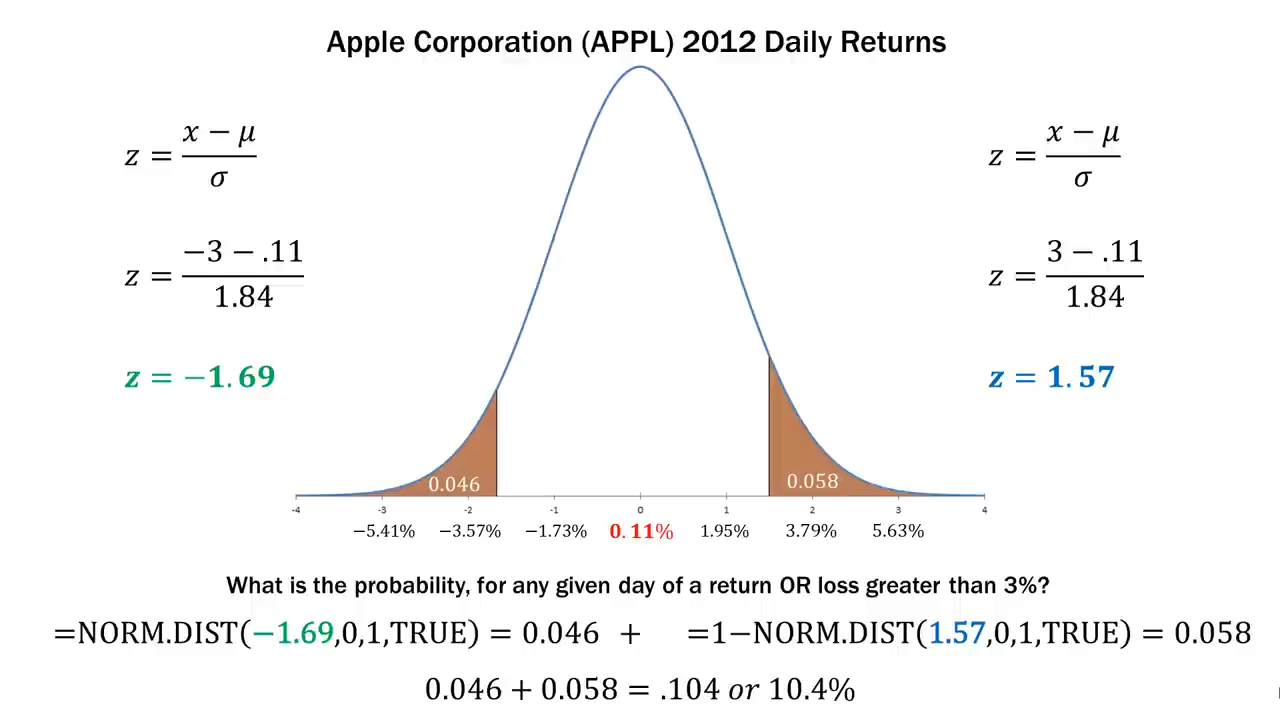 Apple Corporation (APPL) 2012 Daily Returns
z = (x − μ)/σ
z = (−3 − .11)/1.84
z = −1.69
z = (x − μ)/σ
z = (3 − .11)/1.84
z = 1.57
0.046
0.058
-4 -3 -2 -1 0 1 2 3 4
−5.41% −3.57% −1.73% 0.11% 1.95% 3.79% 5.63%
What is the probability, for any given day of a return OR loss greater than 3%?
=NORM.DIST(−1.69,0,1,TRUE) = 0.046 + =1−NORM.DIST(1.57,0,1,TRUE) = 0.058
0.046 + 0.058 = .104 or 10.4%